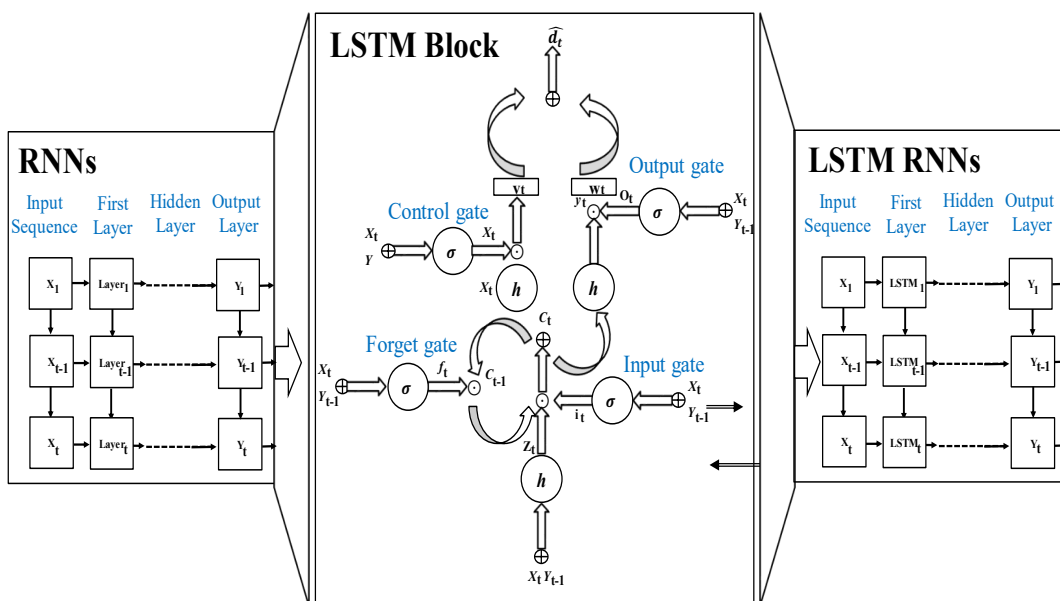 RNNs
Input Sequence
First Layer
Hidden Layer
Output Layer
X1
Layer1
Y1
Xt-1
Layert-1
Yt-1
Xt
Layert
Yt
LSTM Block
d̂t
vt
wt
Output gate
yt
Ot
σ
Xt
Yt-1
Control gate
Xt
Y
σ
Xt
Xt
h
h
Ct
Forget gate
Xt
Yt-1
σ
ft
Ct-1
Input gate
it
σ
Xt
Yt-1
Zt
h
Xt Yt-1
LSTM RNNs
Input Sequence
First Layer
Hidden Layer
Output Layer
X1
LSTM1
Y1
Xt-1
LSTMt-1
Yt-1
Xt
LSTMt
Yt